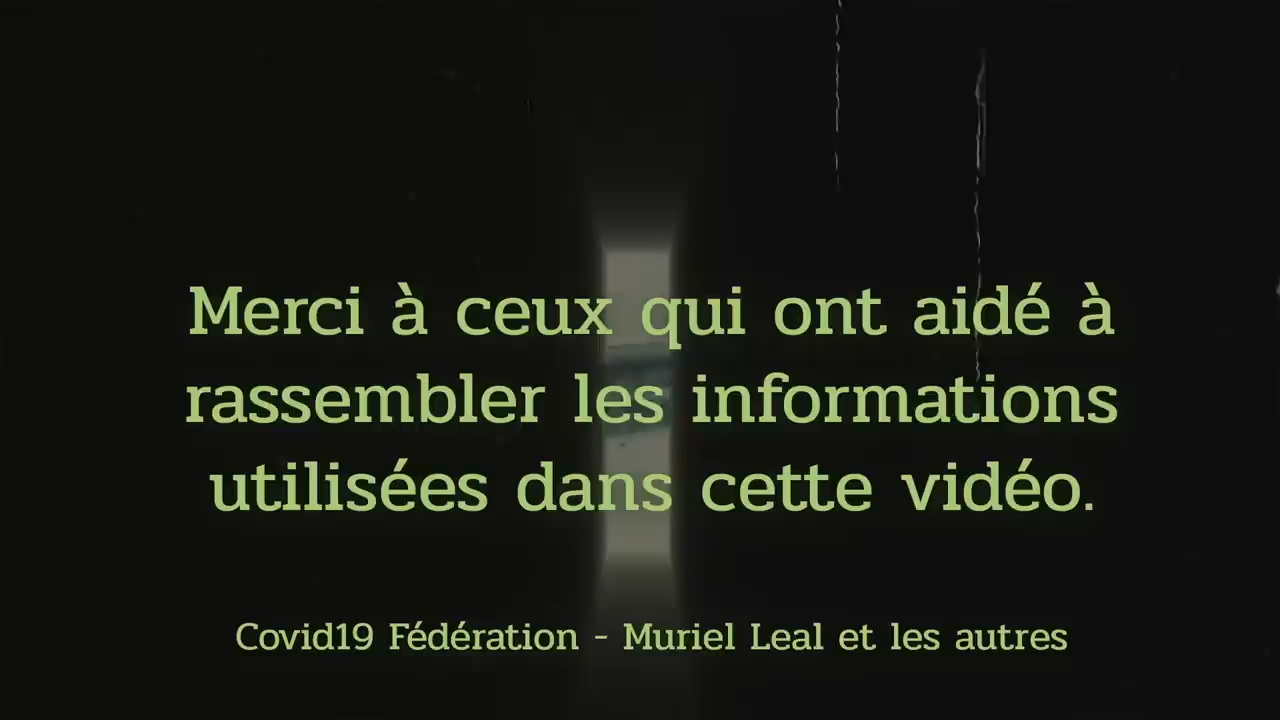 Merci à ceux qui ont aidé à
rassembler les informations
utilisées dans cette vidéo.
Covid19 Fédération - Muriel Leal et les autres